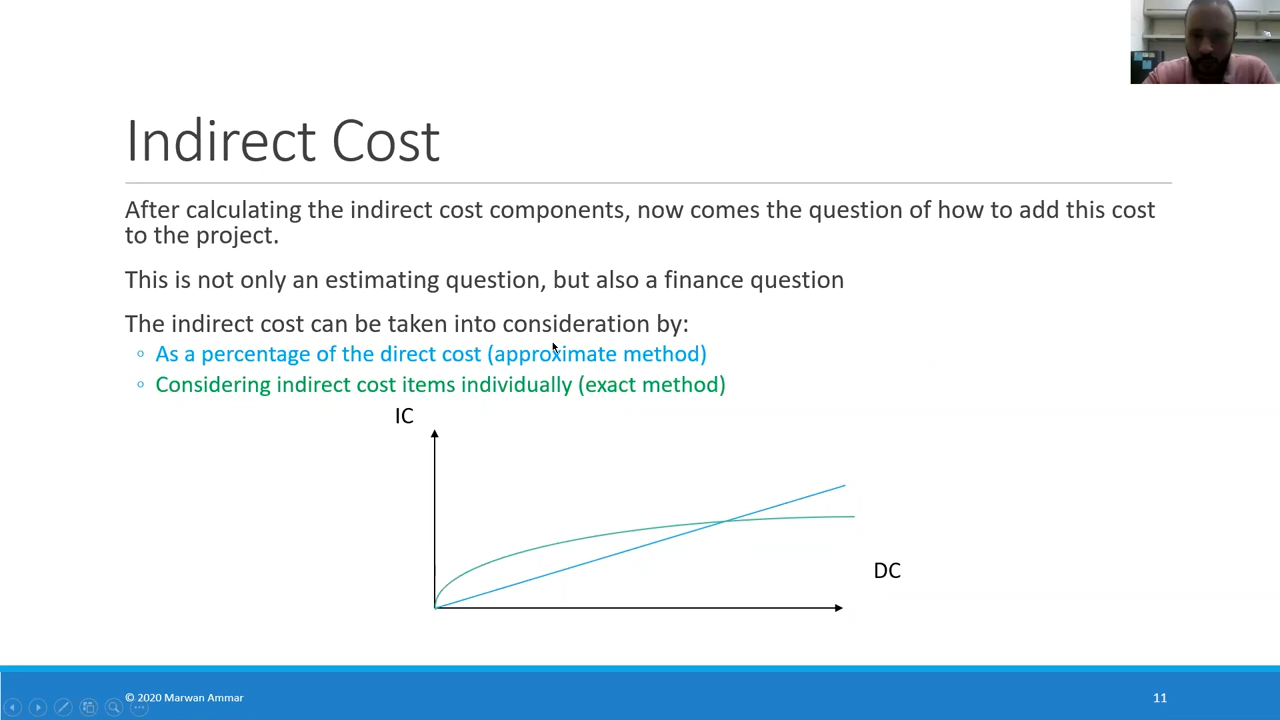 Indirect Cost
After calculating the indirect cost components, now comes the question of how to add this cost
to the project.
This is not only an estimating question, but also a finance question
The indirect cost can be taken into consideration by:
◦ As a percentage of the direct cost (approximate method)
◦ Considering indirect cost items individually (exact method)
IC
DC
© 2020 Marwan Ammar
11